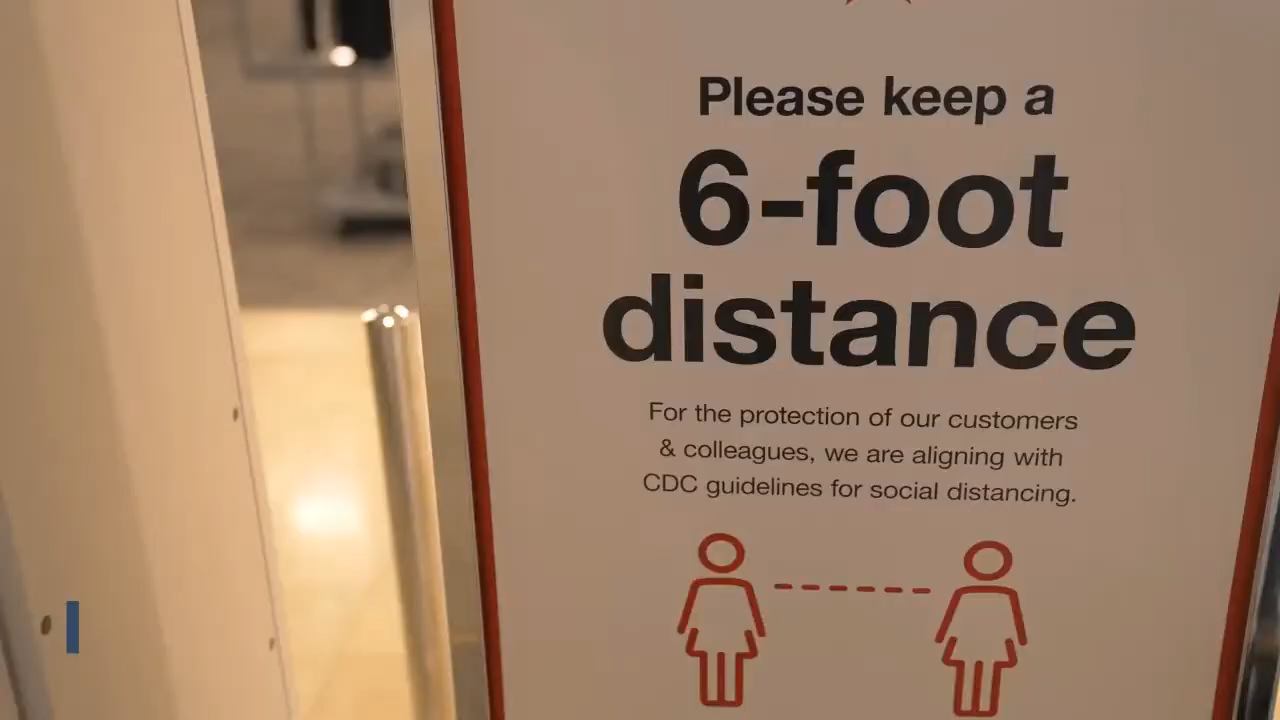 Please keep a
6-foot
distance
For the protection of our customers
& colleagues, we are aligning with
CDC guidelines for social distancing.